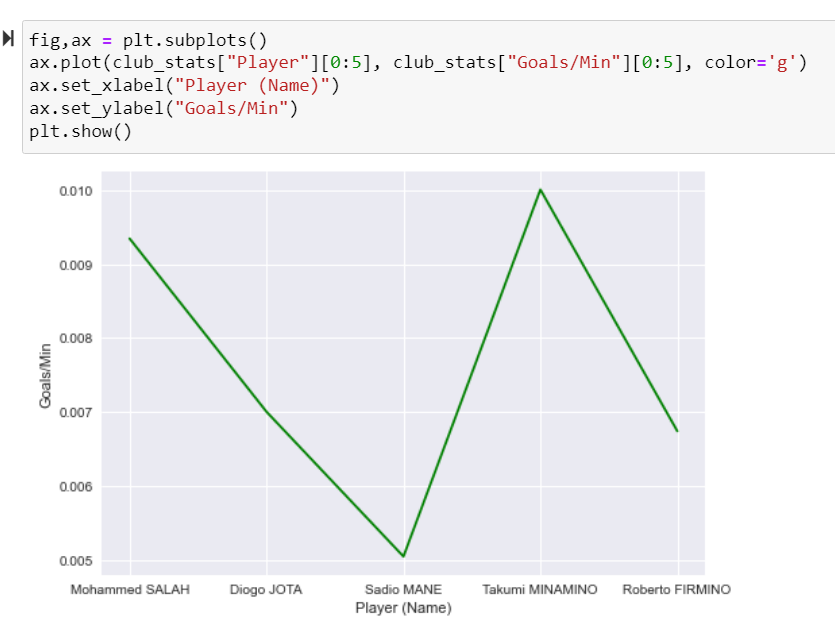 fig,ax = plt.subplots()
ax.plot(club_stats["Player"][0:5], club_stats["Goals/Min"][0:5], color='g')
ax.set_xlabel("Player (Name)")
ax.set_ylabel("Goals/Min")
plt.show()
0.010
0.009
0.008
0.007
0.006
0.005
Goals/Min
Mohammed SALAH Diogo JOTA Sadio MANE Takumi MINAMINO Roberto FIRMINO
Player (Name)